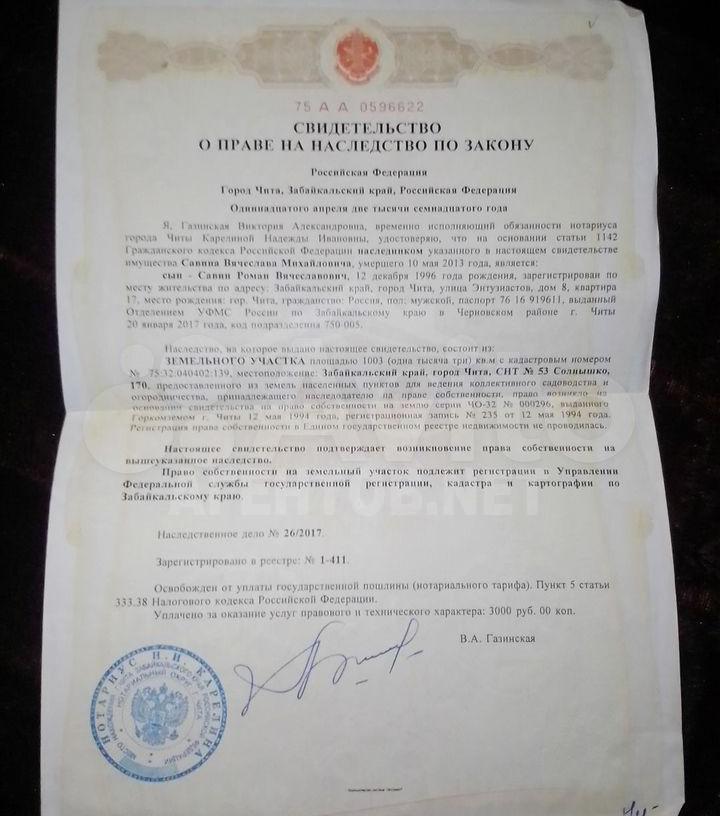 75 А А 0596622
СВИДЕТЕЛЬСТВО
О ПРАВЕ НА НАСЛЕДСТВО ПО ЗАКОНУ
Российская Федерация
Город Чита, Забайкальский край, Российская Федерация
Одиннадцатого апреля две тысячи семнадцатого года
Я, Газинская Виктория Александровна, временно исполняющий обязанности нотариуса
города Читы Карелиной Надежды Ивановны, удостоверяю, что на основании статьи 1142
Гражданского кодекса Российской Федерации наследником указанного в настоящем свидетельстве
имущества Савина Вячеслава Михайловича, умершего 10 мая 2013 года, является:
сын - Савин Роман Вячеславович, 12 декабря 1996 года рождения, зарегистрирован по
месту жительства по адресу: Забайкальский край, город Чита, улица Энтузиастов, дом 8, квартира
17, место рождения: гор. Чита, гражданство: Россия, пол: мужской, паспорт 76 16 919611, выданный
Отделением УФМС России по Забайкальскому краю в Черновском районе г. Читы
20 января 2017 года, код подразделения 750-005.
Наследство, на которое выдано настоящее свидетельство, состоит из:
ЗЕМЕЛЬНОГО УЧАСТКА площадью 1003 (одна тысяча три) кв.м с кадастровым номером
№ 75:32:040402:139, местоположение: Забайкальский край, город Чита, СНТ № 53 Солнышко,
170, предоставленного из земель населенных пунктов для ведения коллективного садоводства и
огородничества, принадлежащего наследодателю на праве собственности, право возникло на
основании свидетельства на право собственности на землю серии ЧО-32 № 000296, выданного
Горкомземом г. Читы 12 мая 1994 года, регистрационная запись № 235 от 12 мая 1994 года.
Регистрация права собственности в Едином государственном реестре недвижимости не проводилась.
Настоящее свидетельство подтверждает возникновение права собственности на
вышеуказанное наследство.
Право собственности на земельный участок подлежит регистрации в Управлении
Федеральной службы государственной регистрации, кадастра и картографии по
Забайкальскому краю.
АГЕНТОВ.NET
Наследственное дело № 26/2017.
Зарегистрировано в реестре: № 1-411.
Освобожден от уплаты государственной пошлины (нотариального тарифа). Пункт 5 статьи
333.38 Налогового кодекса Российской Федерации.
Уплачено за оказание услуг правового и технического характера: 3000 руб. 00 коп.
В.А. Газинская
НОТАРИУС Н.И. КАРЕЛИНА
НОТАРИАЛЬНЫЙ ОКРУГ Г. ЧИТА